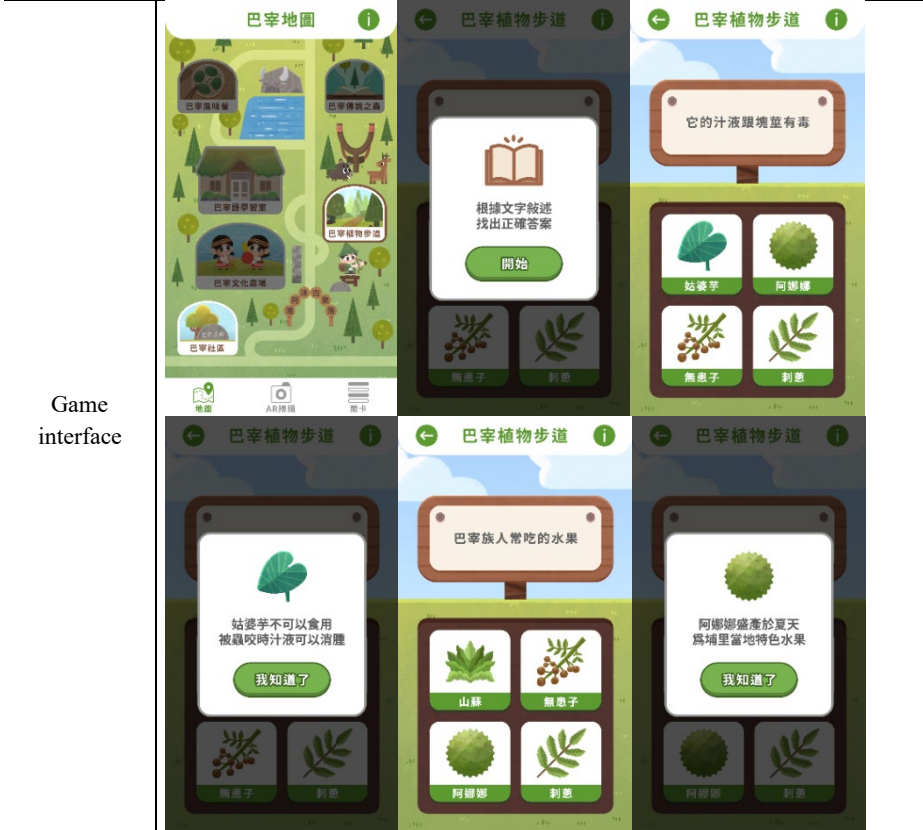 Game
interface
巴宰地圖
巴宰風味餐
巴宰傳說之森
巴宰語學習室
巴宰植物步道
巴宰文化廣場
巴宰社區
地圖
AR掃描
關卡
巴宰植物步道
根據文字敘述
找出正確答案
開始
無患子
刺蔥
巴宰植物步道
它的汁液跟塊莖有毒
姑婆芋
阿娜娜
無患子
刺蔥
巴宰植物步道
姑婆芋不可以食用
被蟲咬時汁液可以消腫
我知道了
無患子
刺蔥
巴宰植物步道
巴宰族人常吃的水果
山蘇
無患子
阿娜娜
刺蔥
巴宰植物步道
阿娜娜盛產於夏天
為埔里當地特色水果
我知道了
阿娜娜
刺蔥